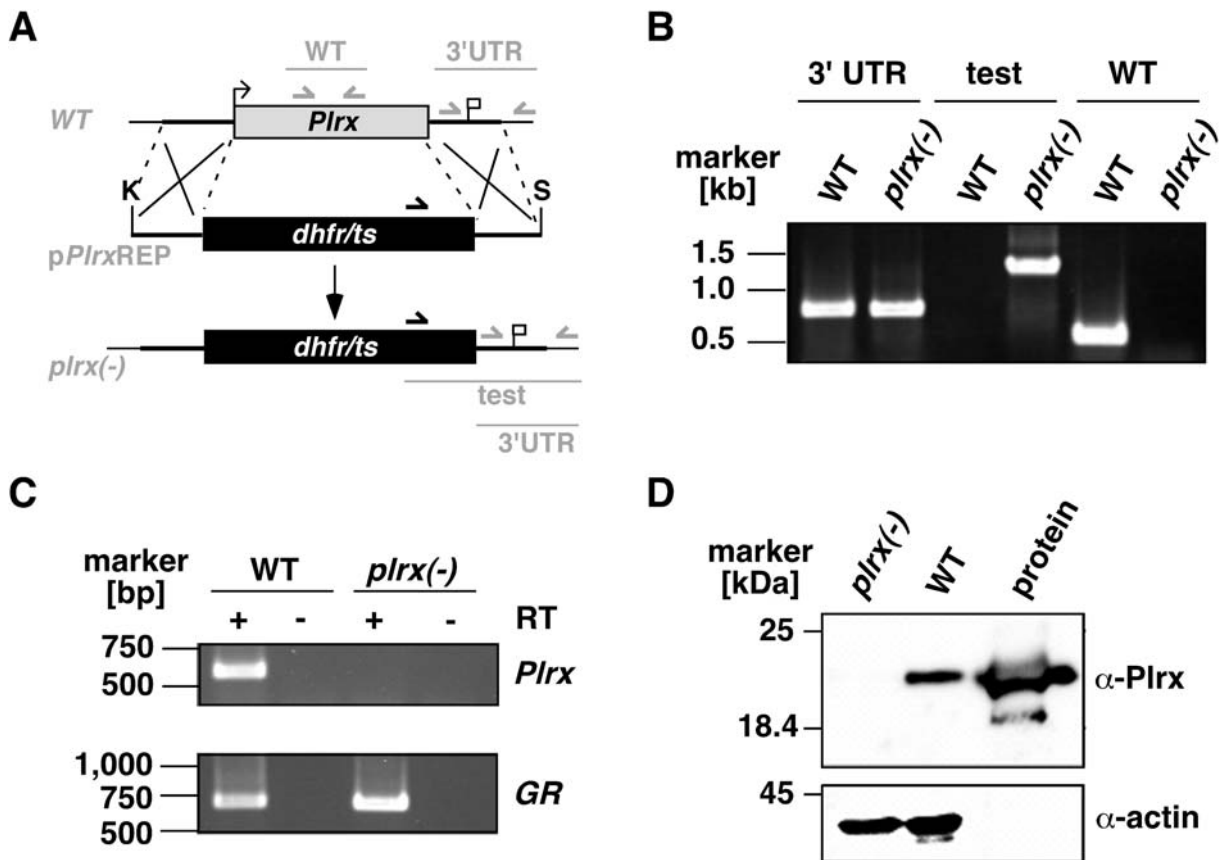 A
WT
3'UTR
WT
Plrx
K
S
dhfr/ts
pPlrxREP
dhfr/ts
plrx(-)
test
3'UTR
B
3' UTR
test
WT
marker
[kb]
WT
plrx(-)
WT
plrx(-)
WT
plrx(-)
1.5
1.0
0.5
C
marker
[bp]
WT
plrx(-)
+
-
+
-
RT
750
500
Plrx
1,000
750
500
GR
D
marker
[kDa]
plrx(-)
WT
protein
25
18.4
α-Plrx
45
α-actin